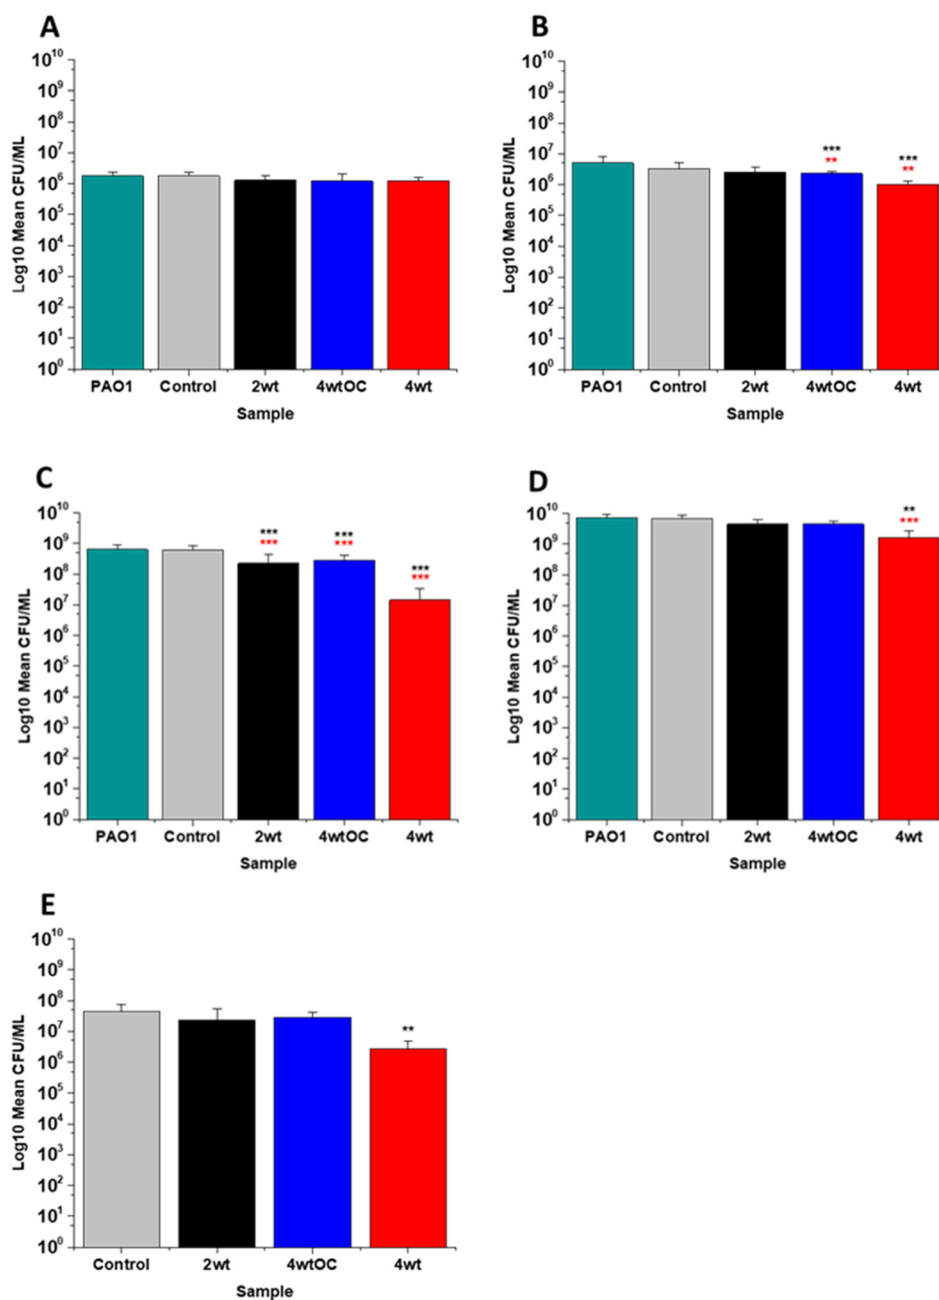 A
Log10 Mean CFU/ML
10^10
10^9
10^8
10^7
10^6
10^5
10^4
10^3
10^2
10^1
10^0
PAO1 Control 2wt 4wtOC 4wt
Sample
B
Log10 Mean CFU/ML
10^10
10^9
10^8
10^7
10^6
10^5
10^4
10^3
10^2
10^1
10^0
*** ***
** **
PAO1 Control 2wt 4wtOC 4wt
Sample
C
Log10 Mean CFU/ML
10^10
10^9
10^8
10^7
10^6
10^5
10^4
10^3
10^2
10^1
10^0
*** *** ***
*** *** ***
PAO1 Control 2wt 4wtOC 4wt
Sample
D
Log10 Mean CFU/ML
10^10
10^9
10^8
10^7
10^6
10^5
10^4
10^3
10^2
10^1
10^0
**
***
PAO1 Control 2wt 4wtOC 4wt
Sample
E
Log10 Mean CFU/ML
10^10
10^9
10^8
10^7
10^6
10^5
10^4
10^3
10^2
10^1
10^0
**
Control 2wt 4wtOC 4wt
Sample